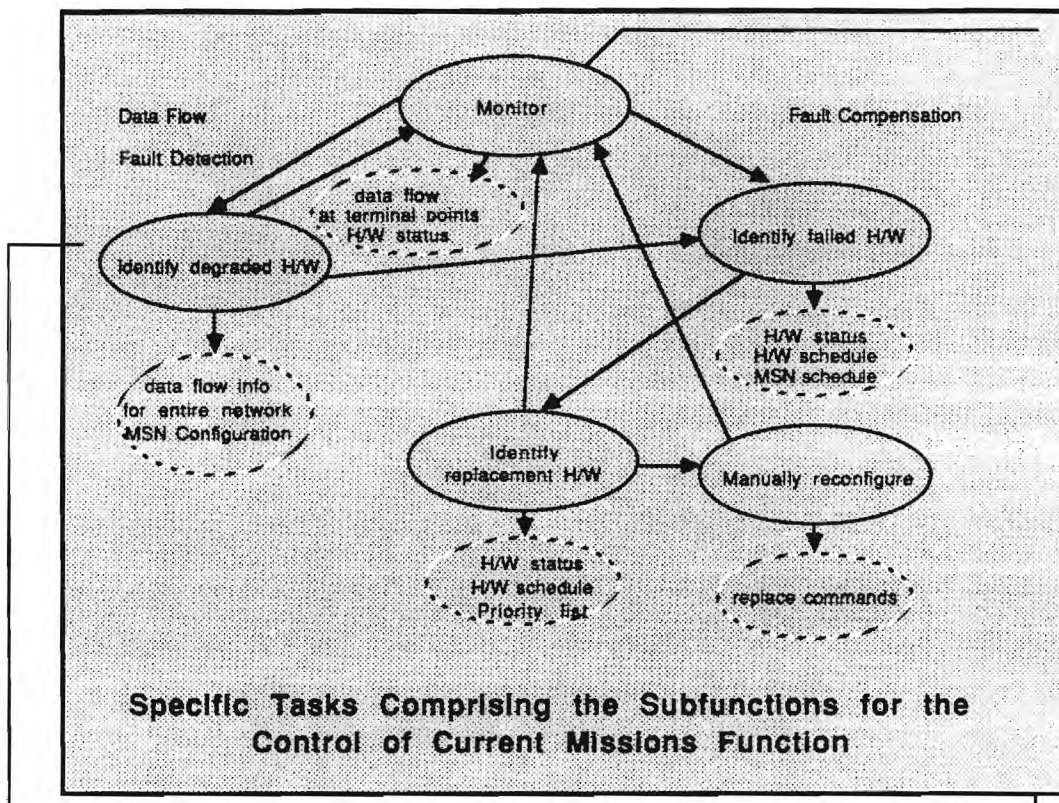 Monitor
Data Flow
Fault Detection
Fault Compensation
data flow
at terminal points
H/W status
Identify degraded H/W
Identify failed H/W
H/W status
H/W schedule
MSN schedule
data flow info
for entire network
MSN Configuration
Identify
replacement H/W
Manually reconfigure
H/W status
H/W schedule
Priority list
replace commands
Specific Tasks Comprising the Subfunctions for the
Control of Current Missions Function